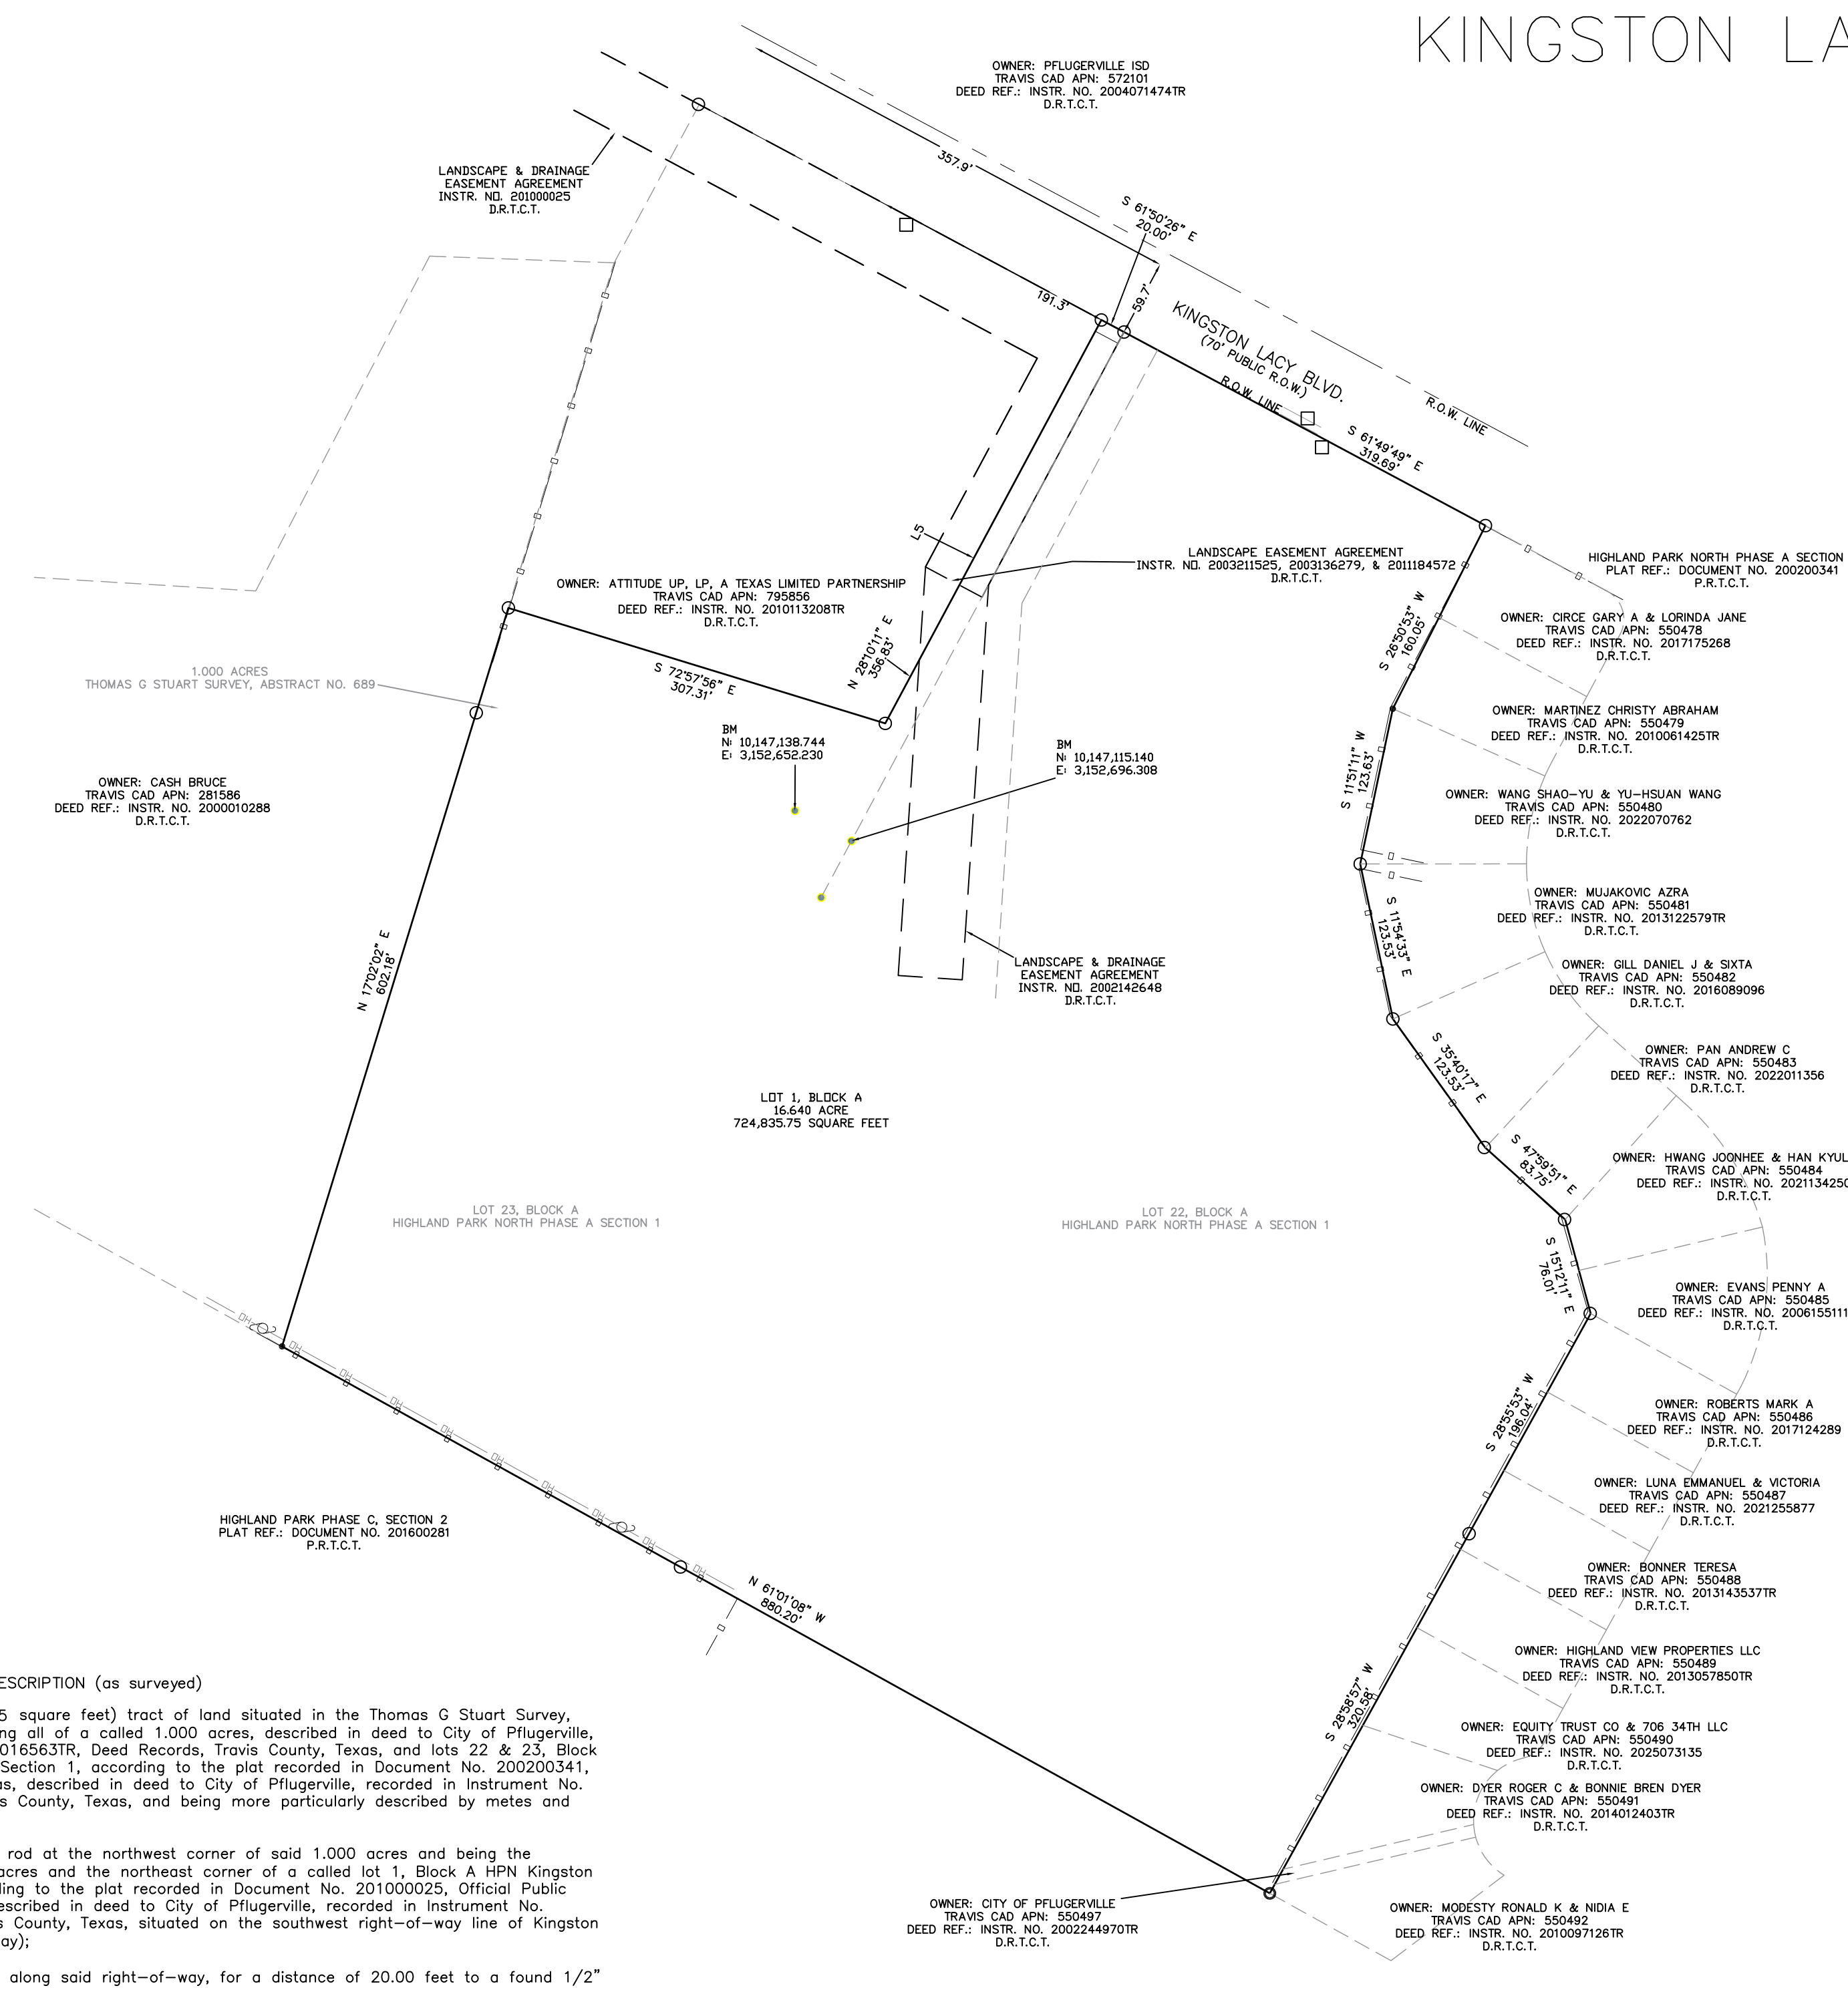 KINGSTON LA
OWNER: PFLUGERVILLE ISD
TRAVIS CAD APN: 572101
DEED REF.: INSTR. NO. 2004071474TR
D.R.T.C.T.
357.9'
LANDSCAPE & DRAINAGE
EASEMENT AGREEMENT
INSTR. NO. 201000025
D.R.T.C.T.
S 61°50'26" E
20.00'
191.3'
59.7'
KINGSTON LACY BLVD.
(70' PUBLIC R.O.W.)
R.O.W. LINE
R.O.W. LINE
S 61°49'49" E
319.69'
L5
LANDSCAPE EASEMENT AGREEMENT
INSTR. NO. 2003211525, 2003136279, & 2011184572
D.R.T.C.T.
HIGHLAND PARK NORTH PHASE A SECTION
PLAT REF.: DOCUMENT NO. 200200341
P.R.T.C.T.
OWNER: ATTITUDE UP, LP, A TEXAS LIMITED PARTNERSHIP
TRAVIS CAD APN: 795856
DEED REF.: INSTR. NO. 2010113208TR
D.R.T.C.T.
N 28°10'11" E
356.83'
S 72°57'56" E
307.31'
S 26°50'53" W
160.05'
OWNER: CIRCE GARY A & LORINDA JANE
TRAVIS CAD APN: 550478
DEED REF.: INSTR. NO. 2017175268
D.R.T.C.T.
1.000 ACRES
THOMAS G STUART SURVEY, ABSTRACT NO. 689
OWNER: MARTINEZ CHRISTY ABRAHAM
TRAVIS CAD APN: 550479
DEED REF.: INSTR. NO. 2010061425TR
D.R.T.C.T.
BM
N: 10,147,138.744
E: 3,152,652.230
BM
N: 10,147,115.140
E: 3,152,696.308
S 11°51'11" W
123.63'
OWNER: CASH BRUCE
TRAVIS CAD APN: 281586
DEED REF.: INSTR. NO. 2000010288
D.R.T.C.T.
OWNER: WANG SHAO-YU & YU-HSUAN WANG
TRAVIS CAD APN: 550480
DEED REF.: INSTR. NO. 2022070762
D.R.T.C.T.
OWNER: MUJAKOVIC AZRA
TRAVIS CAD APN: 550481
DEED REF.: INSTR. NO. 2013122579TR
D.R.T.C.T.
S 11°54'33" E
123.53'
N 17°02'02" E
602.18'
LANDSCAPE & DRAINAGE
EASEMENT AGREEMENT
INSTR. NO. 2002142648
D.R.T.C.T.
OWNER: GILL DANIEL J & SIXTA
TRAVIS CAD APN: 550482
DEED REF.: INSTR. NO. 2016089096
D.R.T.C.T.
S 35°40'17" E
123.53'
OWNER: PAN ANDREW C
TRAVIS CAD APN: 550483
DEED REF.: INSTR. NO. 2022011356
D.R.T.C.T.
LOT 1, BLOCK A
16.640 ACRE
724,835.75 SQUARE FEET
S 47°59'51" E
83.75'
OWNER: HWANG JOONHEE & HAN KYUL
TRAVIS CAD APN: 550484
DEED REF.: INSTR. NO. 202113425
D.R.T.C.T.
LOT 23, BLOCK A
HIGHLAND PARK NORTH PHASE A SECTION 1
LOT 22, BLOCK A
HIGHLAND PARK NORTH PHASE A SECTION 1
S 15°12'11" E
76.01'
OWNER: EVANS PENNY A
TRAVIS CAD APN: 550485
DEED REF.: INSTR. NO. 2006155111
D.R.T.C.T.
OH OH OH OH OH OH OH OH OH OH
S 28°55'53" W
196.04'
OWNER: ROBERTS MARK A
TRAVIS CAD APN: 550486
DEED REF.: INSTR. NO. 2017124289
D.R.T.C.T.
OWNER: LUNA EMMANUEL & VICTORIA
TRAVIS CAD APN: 550487
DEED REF.: INSTR. NO. 2021255877
D.R.T.C.T.
HIGHLAND PARK PHASE C, SECTION 2
PLAT REF.: DOCUMENT NO. 201600281
P.R.T.C.T.
N 61°01'08" W
880.20'
OWNER: BONNER TERESA
TRAVIS CAD APN: 550488
DEED REF.: INSTR. NO. 2013143537TR
D.R.T.C.T.
S 28°58'57" W
320.58'
OWNER: HIGHLAND VIEW PROPERTIES LLC
TRAVIS CAD APN: 550489
DEED REF.: INSTR. NO. 2013057850TR
D.R.T.C.T.
OWNER: EQUITY TRUST CO & 706 34TH LLC
TRAVIS CAD APN: 550490
DEED REF.: INSTR. NO. 2025073135
D.R.T.C.T.
OWNER: DYER ROGER C & BONNIE BREN DYER
TRAVIS CAD APN: 550491
DEED REF.: INSTR. NO. 2014012403TR
D.R.T.C.T.
OWNER: CITY OF PFLUGERVILLE
TRAVIS CAD APN: 550497
DEED REF.: INSTR. NO. 2002244970TR
D.R.T.C.T.
OWNER: MODESTY RONALD K & NIDIA E
TRAVIS CAD APN: 550492
DEED REF.: INSTR. NO. 2010097126TR
D.R.T.C.T.
ESCRIPTION (as surveyed)
5 square feet) tract of land situated in the Thomas G Stuart Survey,
ng all of a called 1.000 acres, described in deed to City of Pflugerville,
016563TR, Deed Records, Travis County, Texas, and lots 22 & 23, Block
Section 1, according to the plat recorded in Document No. 200200341,
as, described in deed to City of Pflugerville, recorded in Instrument No.
s County, Texas, and being more particularly described by metes and
rod at the northwest corner of said 1.000 acres and being the
acres and the northeast corner of a called lot 1, Block A HPN Kingston
ding to the plat recorded in Document No. 201000025, Official Public
escribed in deed to City of Pflugerville, recorded in Instrument No.
s County, Texas, situated on the southwest right-of-way line of Kingston
ay);
along said right-of-way, for a distance of 20.00 feet to a found 1/2"